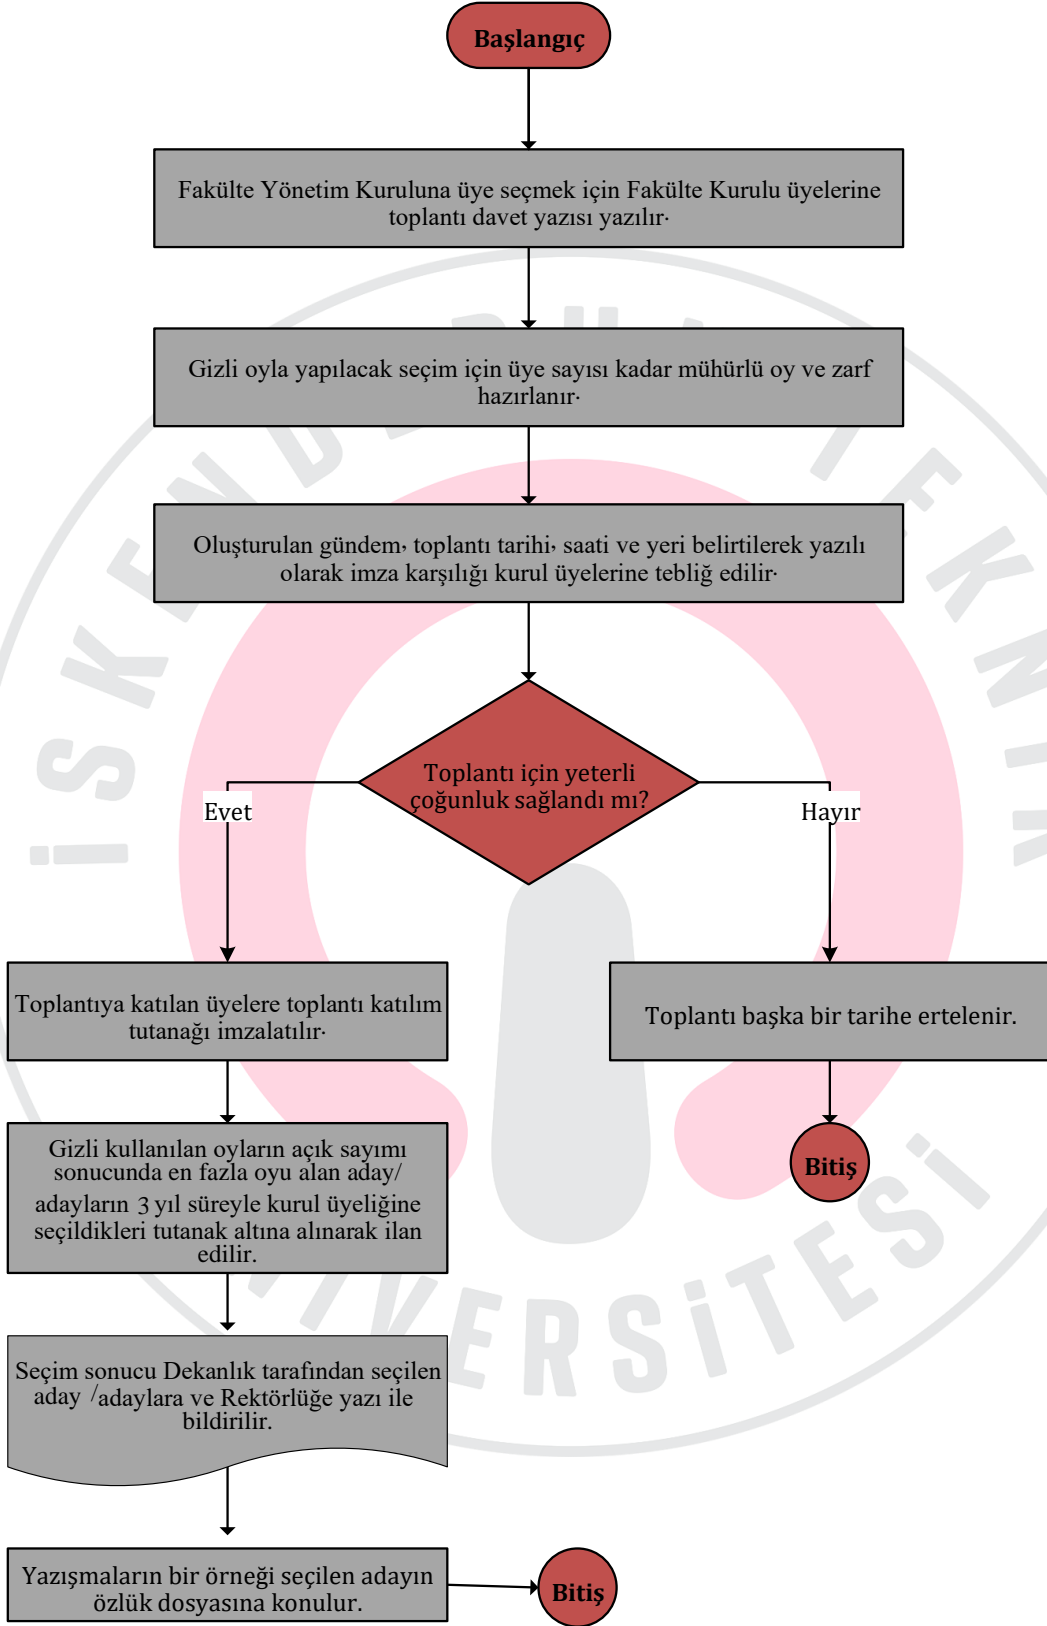 Başlangıç
Fakülte Yönetim Kuruluna üye seçmek için Fakülte Kurulu üyelerine
toplantı davet yazısı yazılır.
Gizli oyla yapılacak seçim için üye sayısı kadar mühürlü oy ve zarf
hazırlanır.
Oluşturulan gündem, toplantı tarihi, saati ve yeri belirtilerek yazılı
olarak imza karşılığı kurul üyelerine tebliğ edilir.
Toplantı için yeterli
çoğunluk sağlandı mı?
Evet
Hayır
Toplantıya katılan üyelere toplantı katılım
tutanağı imzalatılır.
Toplantı başka bir tarihe ertelenir.
Gizli kullanılan oyların açık sayımı
sonucunda en fazla oyu alan aday/
adayların 3 yıl süreyle kurul üyeliğine
seçildikleri tutanak altına alınarak ilan
edilir.
Bitiş
Seçim sonucu Dekanlık tarafından seçilen
aday /adaylara ve Rektörlüğe yazı ile
bildirilir.
Yazışmaların bir örneği seçilen adayın
özlük dosyasına konulur.
Bitiş